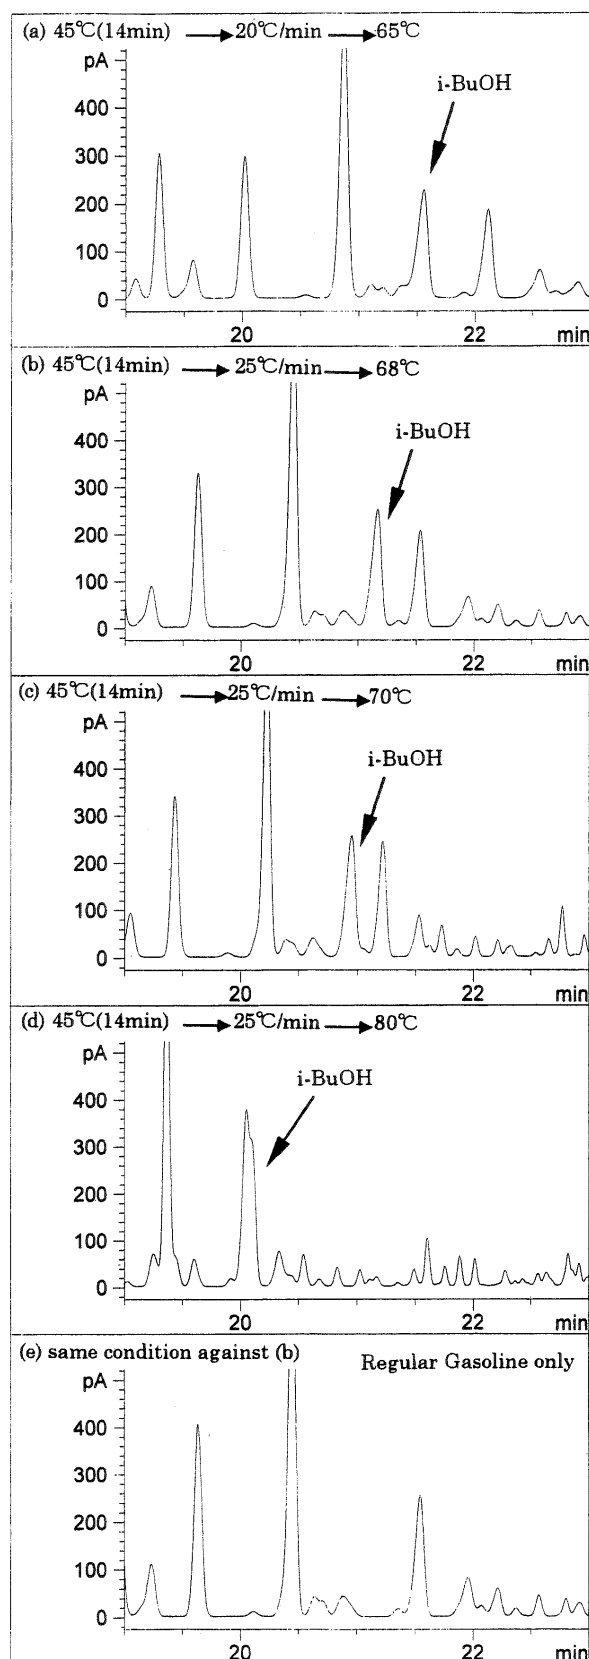 (a) 45℃(14min) → 20℃/min → 65℃
pA
i-BuOH
400
300
200
100
0
20 22 min
(b) 45℃(14min) → 25℃/min → 68℃
pA
i-BuOH
400
300
200
100
0
20 22 min
(c) 45℃(14min) → 25℃/min → 70℃
pA
i-BuOH
400
300
200
100
0
20 22 min
(d) 45℃(14min) → 25℃/min → 80℃
pA
i-BuOH
400
300
200
100
0
20 22 min
(e) same condition against (b) Regular Gasoline only
pA
400
300
200
100
0
20 22 min